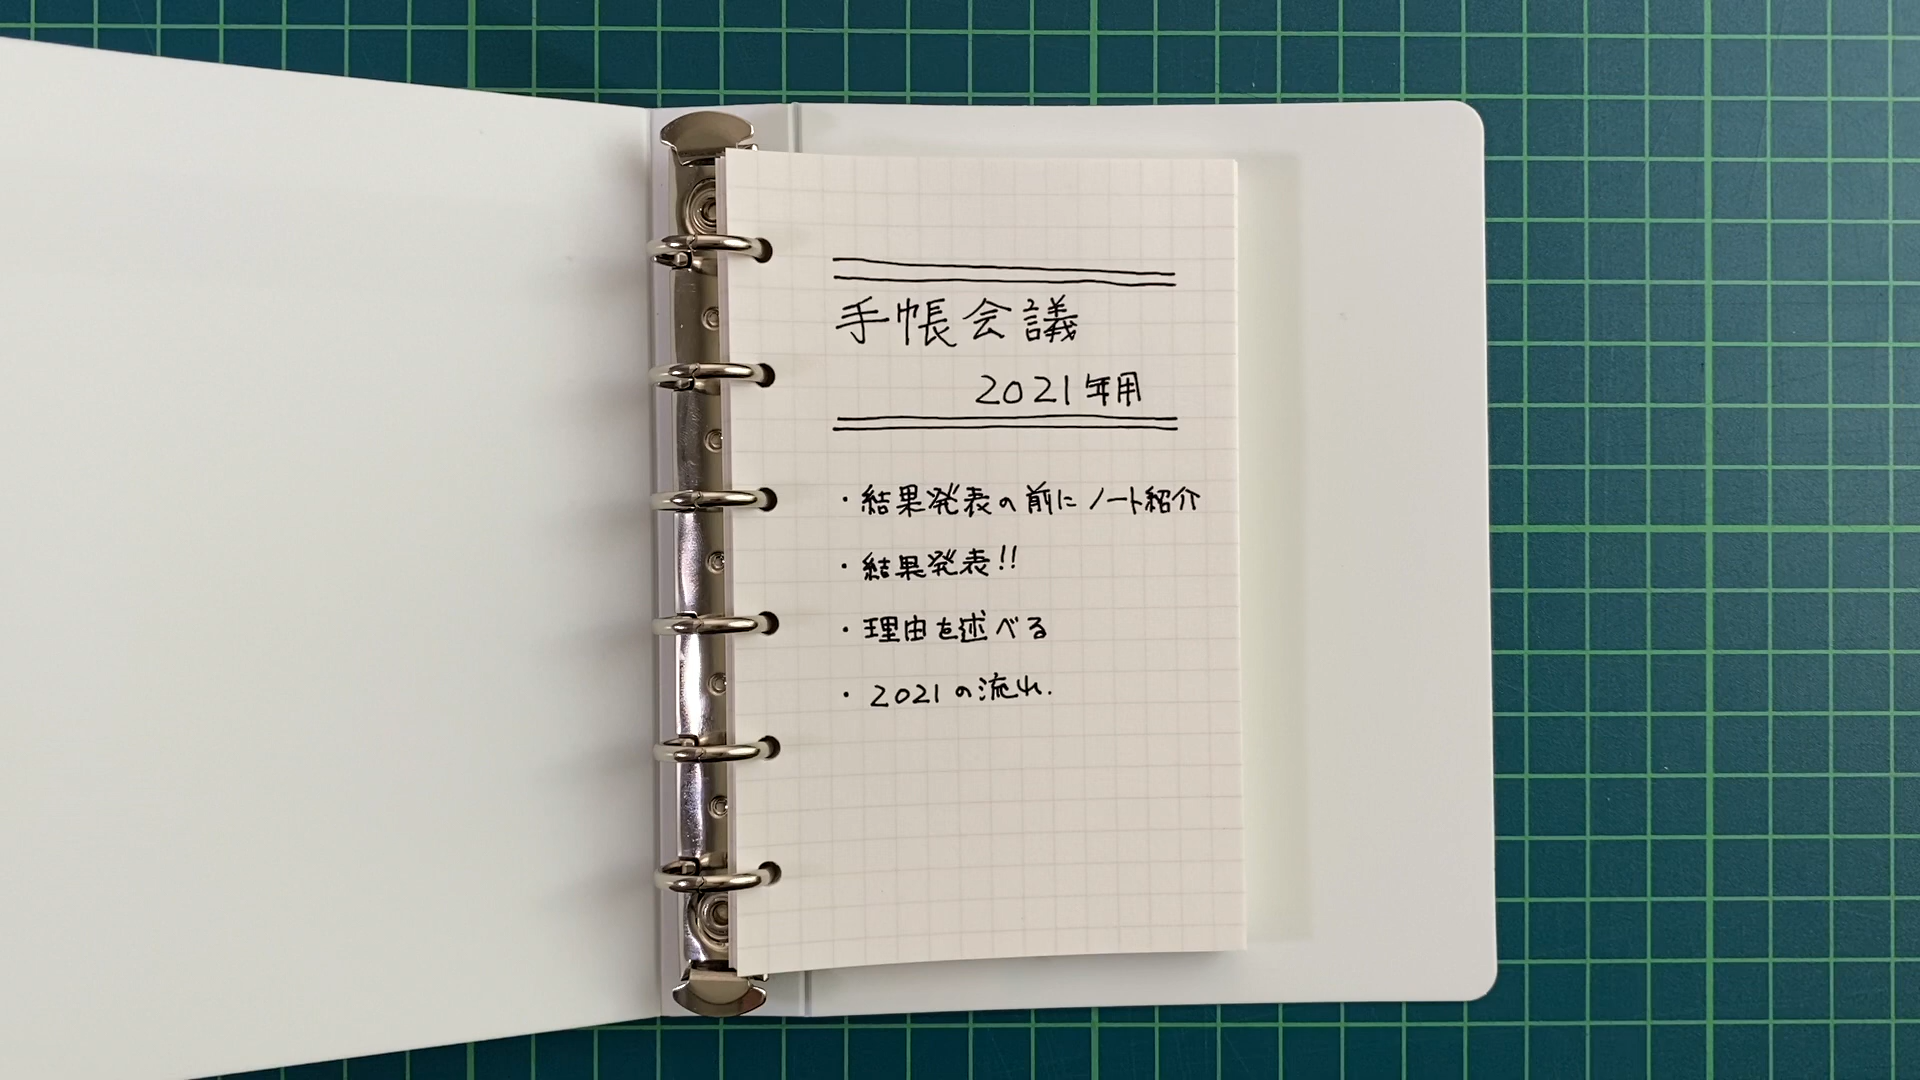 手帳会議
2021年用
・結果発表の前にノート紹介
・結果発表!!
・理由を述べる
・2021の流れ.